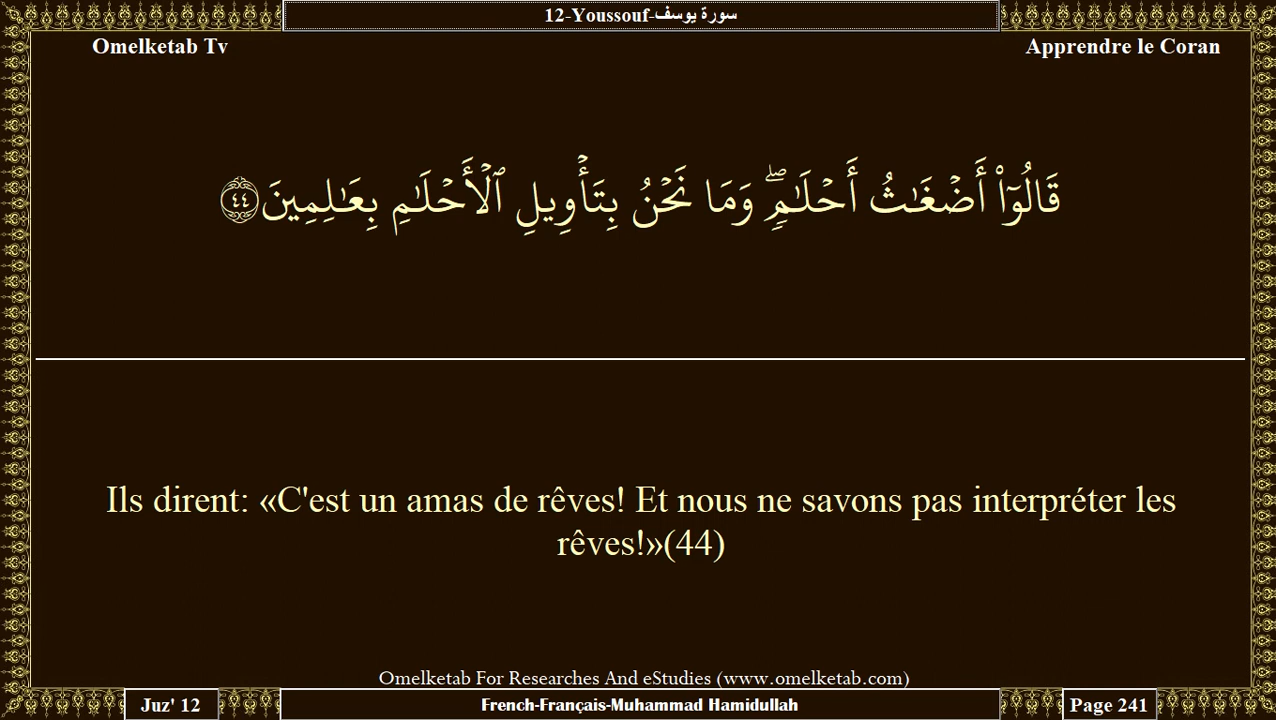 12-Youssouf-سورة يوسف
Omelketab Tv
Apprendre le Coran
قَالُوٓا۟ أَضْغَـٰثُ أَحْلَـٰمٍۢ ۖ وَمَا نَحْنُ بِتَأْوِيلِ ٱلْأَحْلَـٰمِ بِعَـٰلِمِينَ ٤٤
Ils dirent: «C'est un amas de rêves! Et nous ne savons pas interpréter les
rêves!»(44)
Omelketab For Researches And eStudies (www.omelketab.com)
Juz' 12
French-Français-Muhammad Hamidullah
Page 241